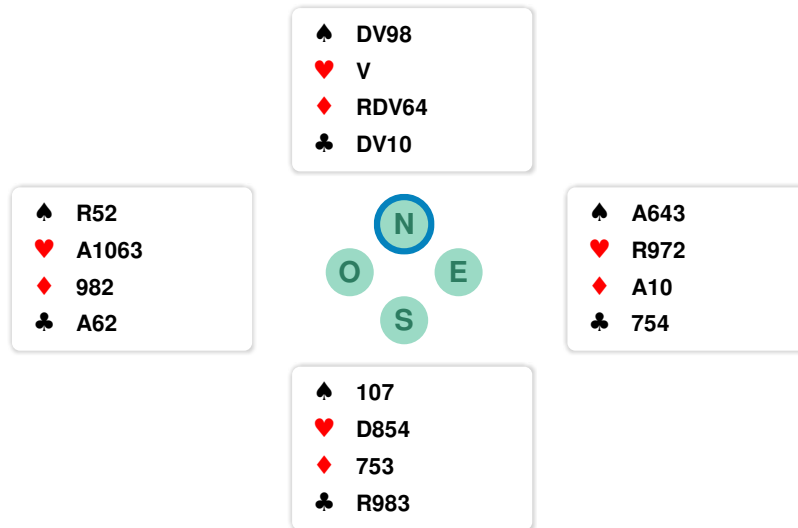 ♠ DV98
♥ V
♦ RDV64
♣ DV10
♠ R52
♥ A1063
♦ 982
♣ A62
N
O
E
S
♠ A643
♥ R972
♦ A10
♣ 754
♠ 107
♥ D854
♦ 753
♣ R983